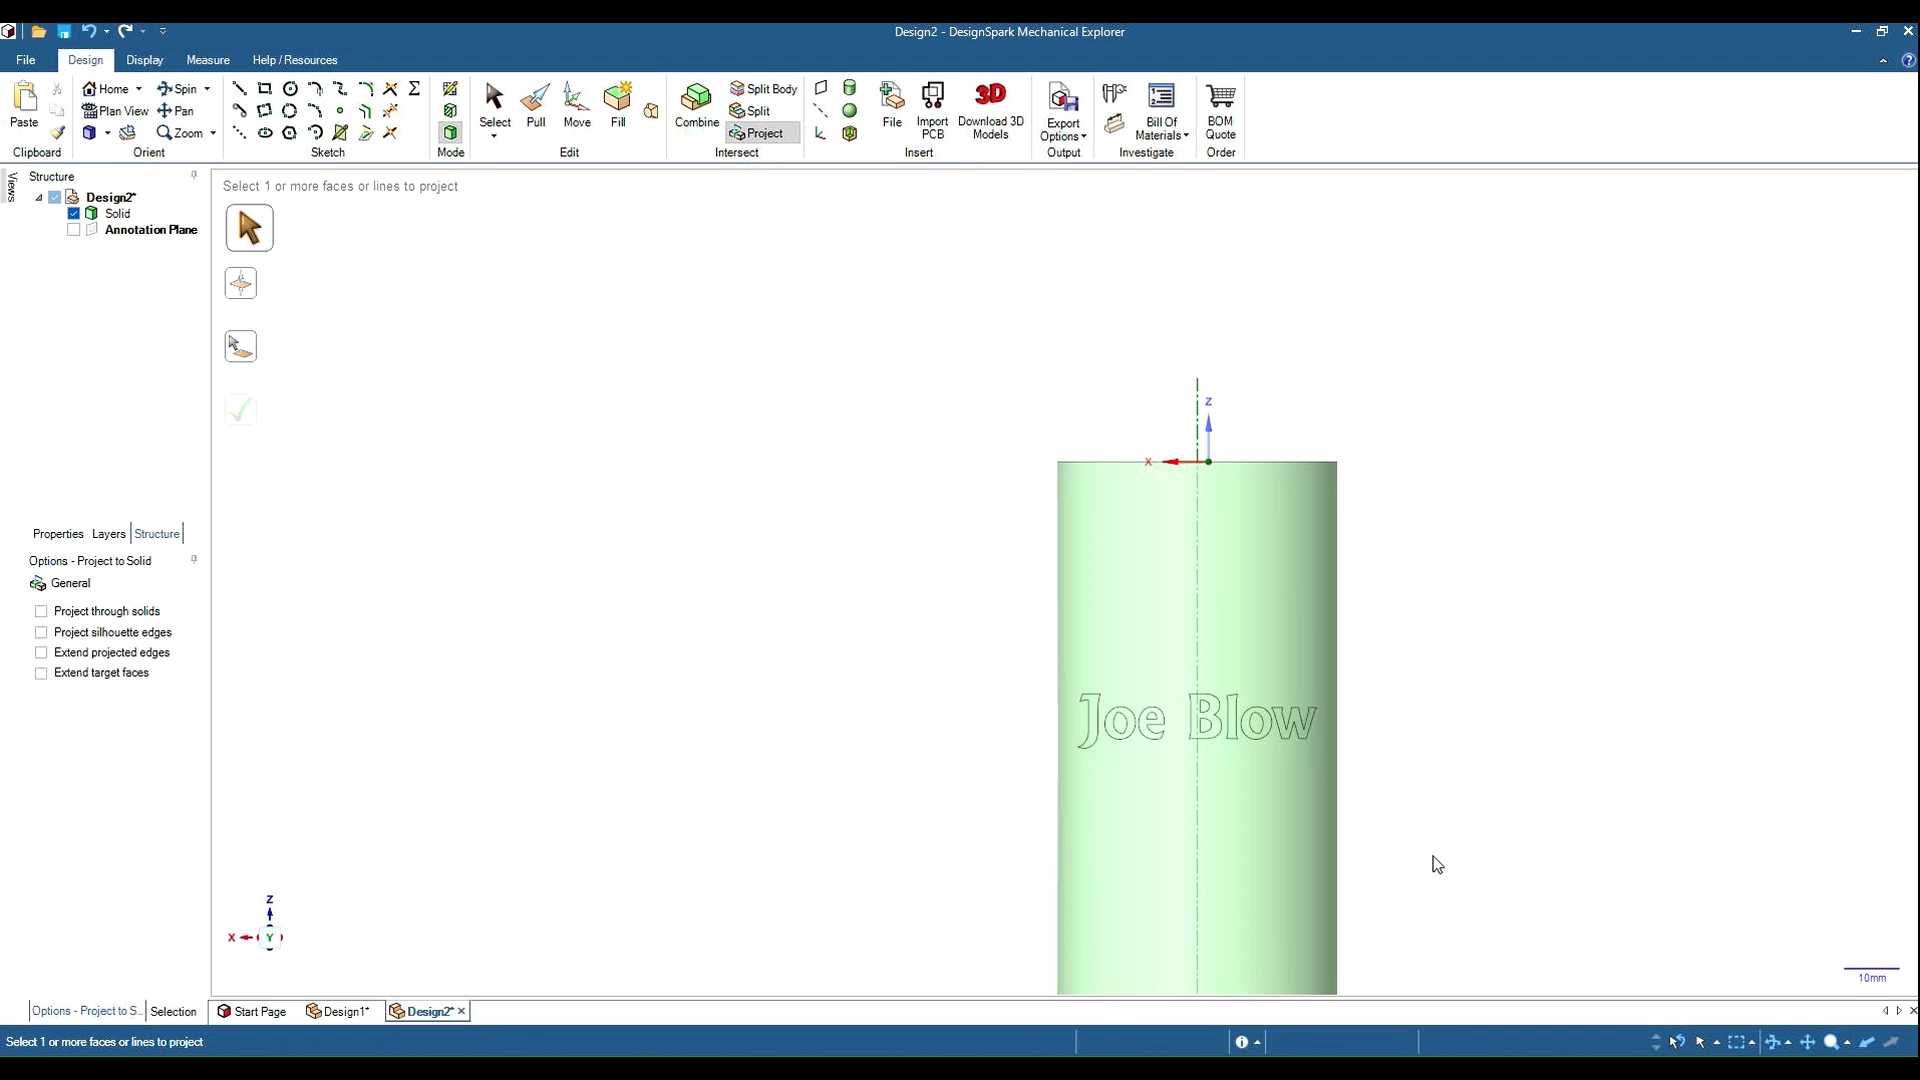 Design2 - DesignSpark Mechanical Explorer
File Design Display Measure Help / Resources
Paste
Clipboard
Home Spin
Plan View Pan
Zoom
Orient
Sketch
Mode
Select Pull Move Fill
Edit
Combine
Split Body
Split
Project
Intersect
File
Import PCB
Download 3D Models
3D
Insert
Export Options
Output
Bill Of Materials
Investigate
BOM Quote
Order
Views
Structure
Design2*
Solid
Annotation Plane
Properties Layers Structure
Options - Project to Solid
General
Project through solids
Project silhouette edges
Extend projected edges
Extend target faces
Select 1 or more faces or lines to project
Z
X
Joe Blow
Z
X
Y
10mm
Options - Project to S... Selection
Start Page Design1* Design2*
Select 1 or more faces or lines to project